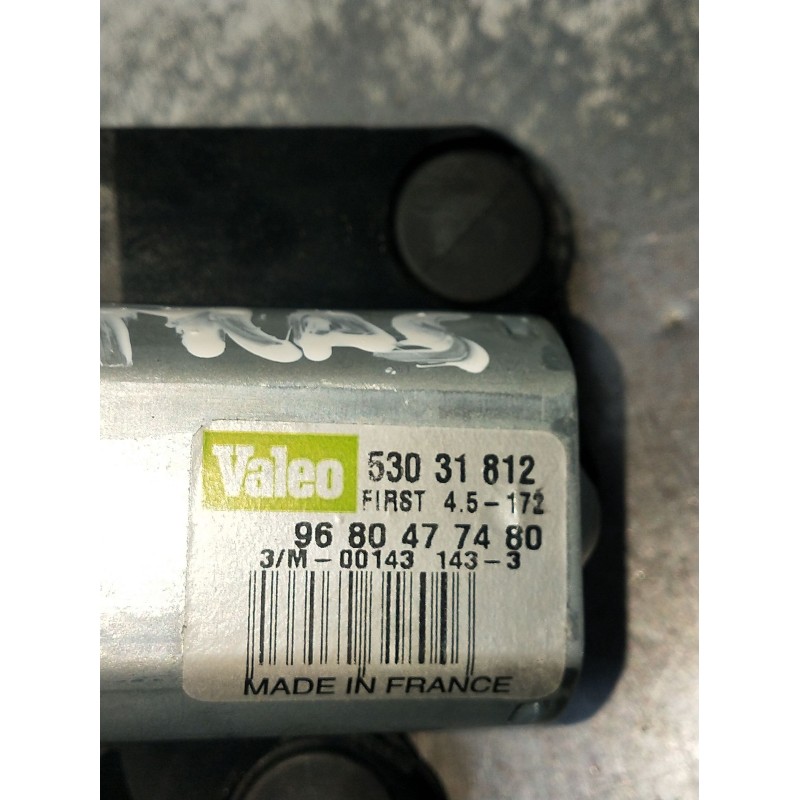 TRAS
Valeo 530 31 812
FIRST 4.5-172
96 80 47 74 80
3/M-00143 143-3
MADE IN FRANCE